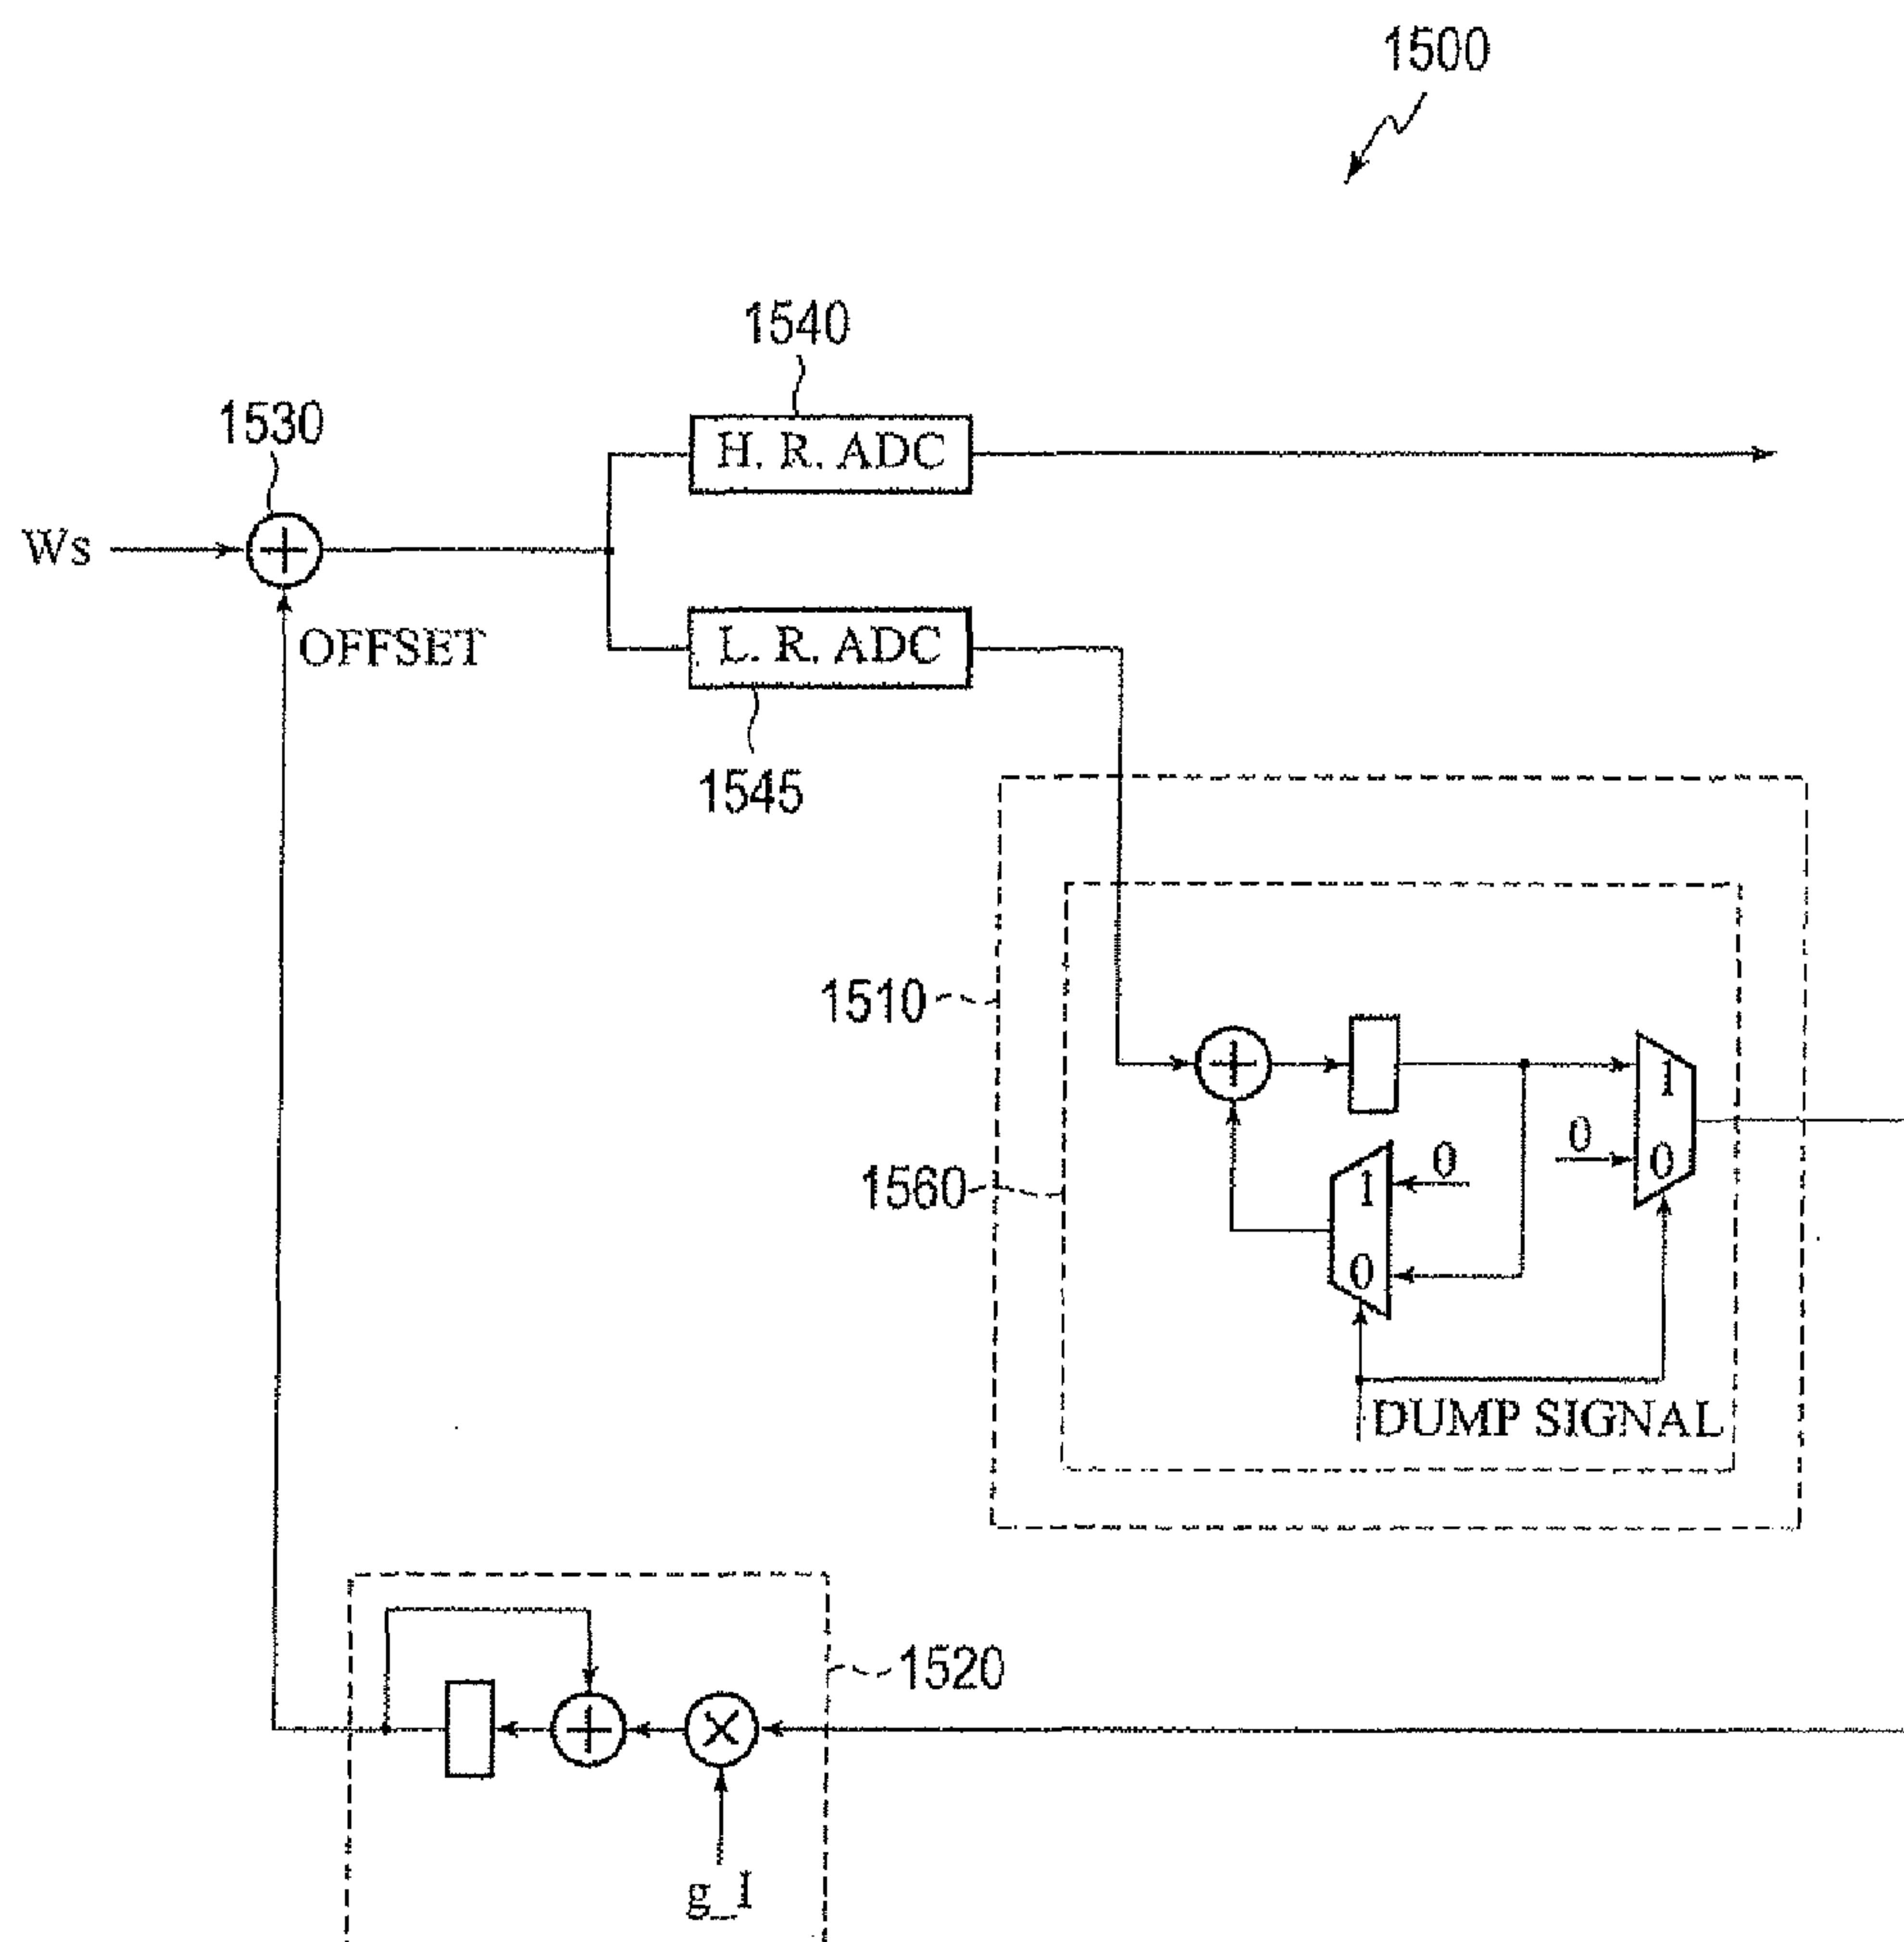 1500
1540
1530
H. R. ADC
Ws
OFFSET
L. R. ADC
1545
1510
1
0
0
1560
1
0
0
DUMP SIGNAL
1520
g_I